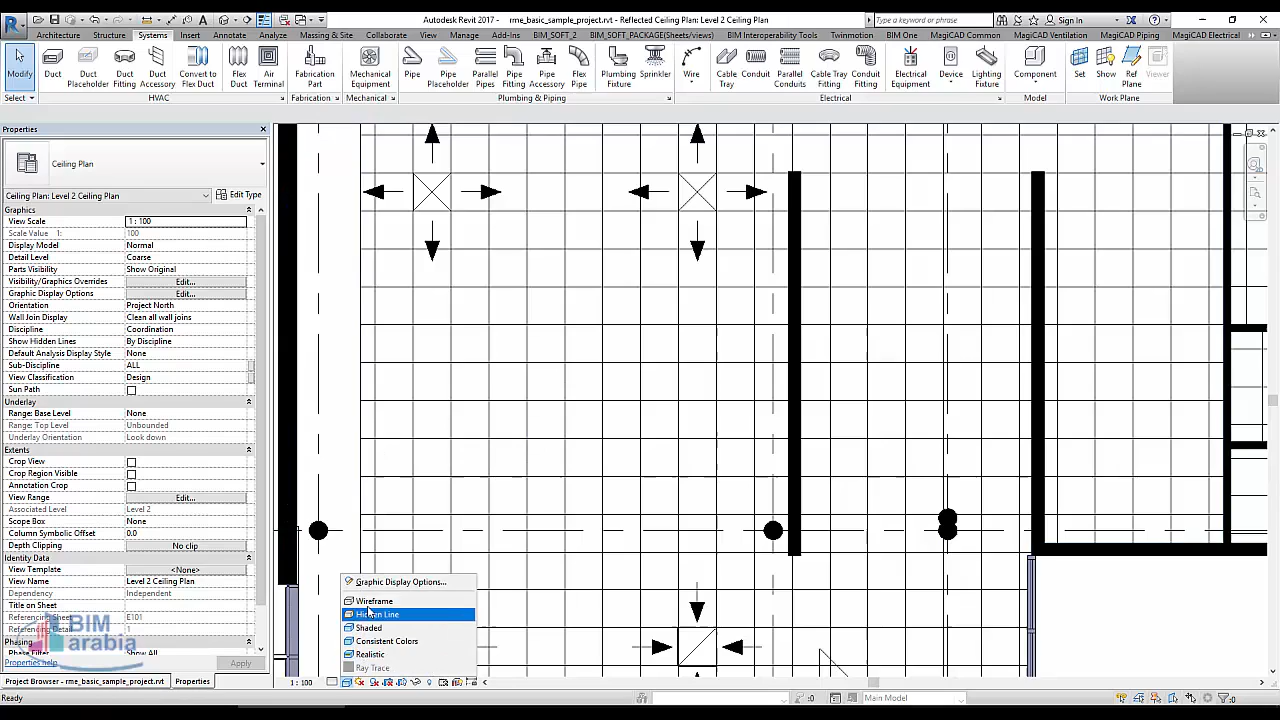 Autodesk Revit 2017 - rme_basic_sample_project.rvt - Reflected Ceiling Plan: Level 2 Ceiling Plan
Type a keyword or phrase
Sign In
Architecture Structure Systems Insert Annotate Analyze Massing & Site Collaborate View Manage Add-Ins BIM_SOFT_2 BIM_SOFT_PACKAGE(Sheets/views) BIM Interoperability Tools Twinmotion BIM One MagiCAD Common MagiCAD Ventilation MagiCAD Piping MagiCAD Electrical
Modify
Duct
Duct Placeholder
Duct Fitting
Duct Accessory
Convert to Flex Duct
Flex Duct
Air Terminal
Fabrication Part
Mechanical Equipment
Pipe
Pipe Placeholder
Parallel Pipes
Pipe Fitting
Pipe Accessory
Flex Pipe
Plumbing Fixture
Sprinkler
Wire
Cable Tray
Conduit
Parallel Conduits
Cable Tray Fitting
Conduit Fitting
Electrical Equipment
Device
Lighting Fixture
Component
Set
Show
Ref Plane
Viewer
Select HVAC Fabrication Mechanical Plumbing & Piping Electrical Model Work Plane
Properties
Ceiling Plan
Ceiling Plan: Level 2 Ceiling Plan Edit Type
Graphics
View Scale 1 : 100
Scale Value 1: 100
Display Model Normal
Detail Level Coarse
Parts Visibility Show Original
Visibility/Graphics Overrides Edit...
Graphic Display Options Edit...
Orientation Project North
Wall Join Display Clean all wall joins
Discipline Coordination
Show Hidden Lines By Discipline
Default Analysis Display Style None
Sub-Discipline ALL
View Classification Design
Sun Path
Underlay
Range: Base Level None
Range: Top Level Unbounded
Underlay Orientation Look down
Extents
Crop View
Crop Region Visible
Annotation Crop
View Range Edit...
Associated Level Level 2
Scope Box None
Column Symbolic Offset 0.0
Depth Clipping No clip
Identity Data
View Template <None>
View Name Level 2 Ceiling Plan
Dependency Independent
Title on Sheet
Referencing Sheet E101
Referencing Detail
Phasing
BIM
arabia
Properties help Apply
Project Browser - rme_basic_sample_project.rvt Properties
Graphic Display Options...
Wireframe
Hidden Line
Shaded
Consistent Colors
Realistic
Ray Trace
1 : 100
Ready
:0
Main Model
:0